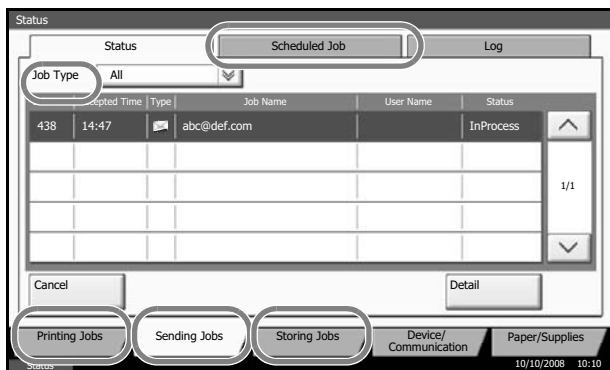 Status
Status Scheduled Job Log
Job Type All
Accepted Time Type Job Name User Name Status
438 14:47 abc@def.com InProcess
1/1
Cancel Detail
Printing Jobs Sending Jobs Storing Jobs Device/
Communication Paper/Supplies
Status 10/10/2008 10:10